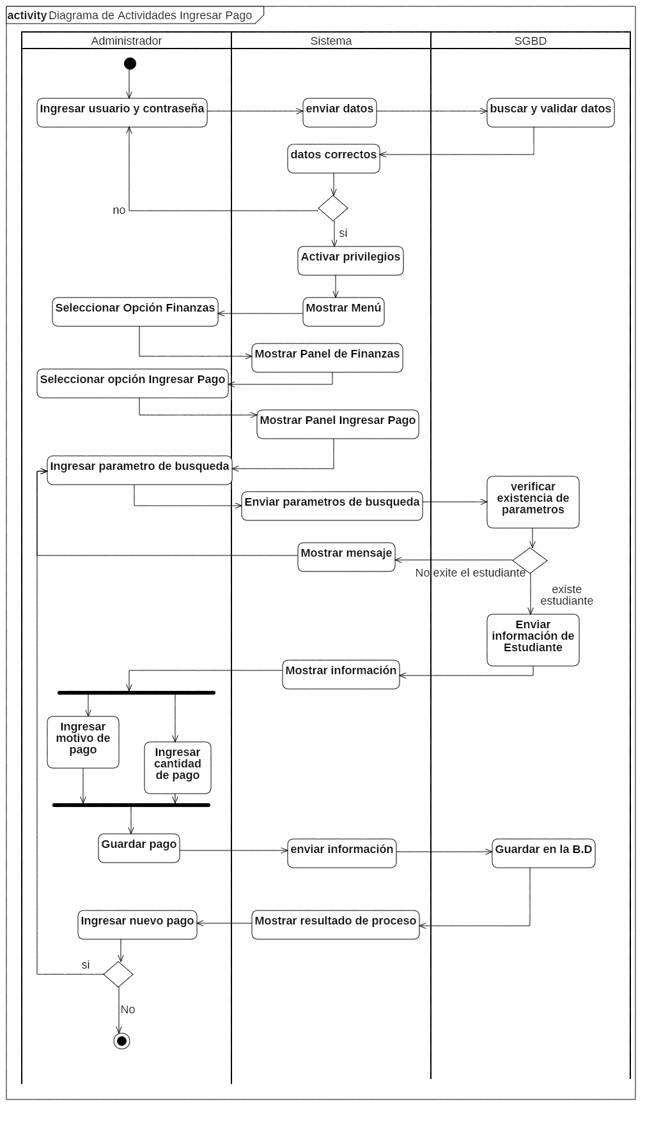 activity Diagrama de Actividades Ingresar Pago
Administrador
Sistema
SGBD
Ingresar usuario y contraseña
enviar datos
buscar y validar datos
datos correctos
no
si
Activar privilegios
Seleccionar Opción Finanzas
Mostrar Menú
Mostrar Panel de Finanzas
Seleccionar opción Ingresar Pago
Mostrar Panel Ingresar Pago
Ingresar parametro de busqueda
Enviar parametros de busqueda
verificar
existencia de
parametros
Mostrar mensaje
No exite el estudiante
existe
estudiante
Enviar
información de
Estudiante
Mostrar información
Ingresar
motivo de
pago
Ingresar
cantidad
de pago
Guardar pago
enviar información
Guardar en la B.D
Ingresar nuevo pago
Mostrar resultado de proceso
si
No